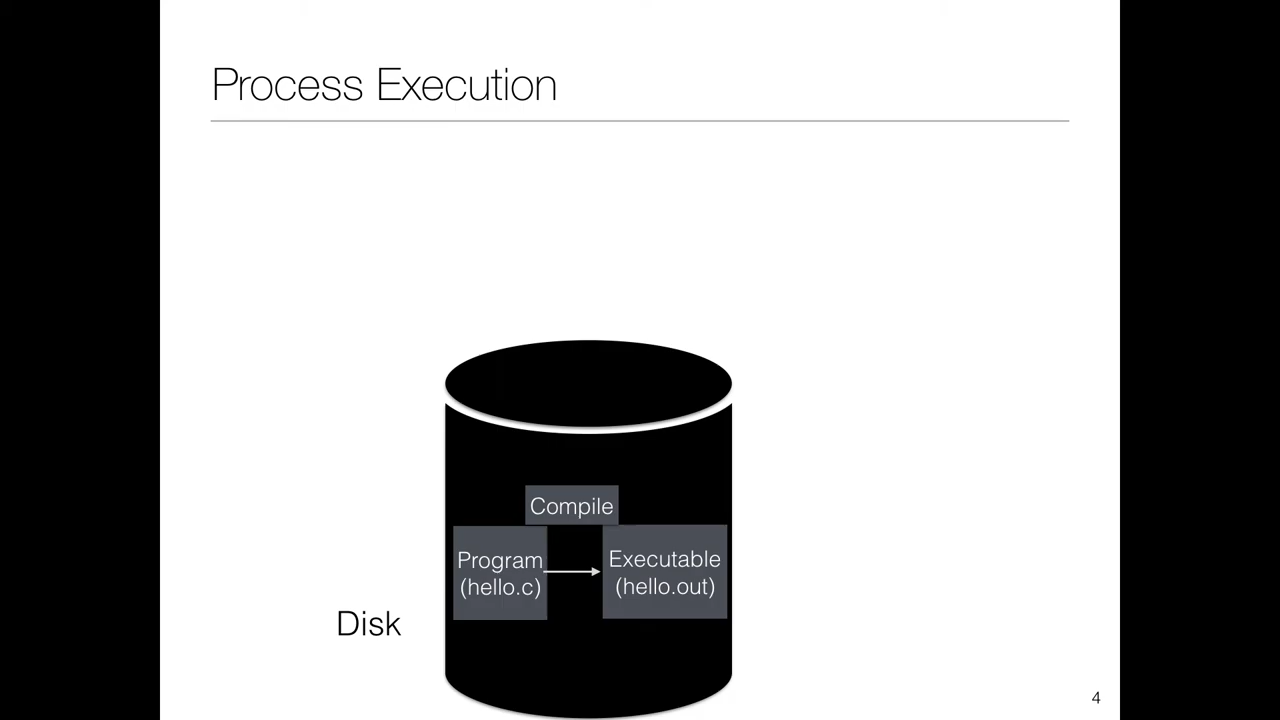 Process Execution
Compile
Program
(hello.c)
Executable
(hello.out)
Disk
4